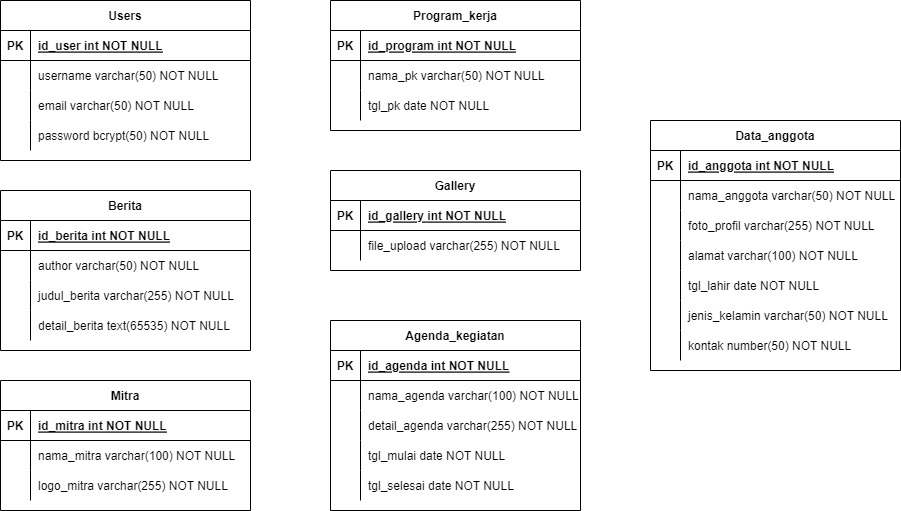 Users
PK id_user int NOT NULL
username varchar(50) NOT NULL
email varchar(50) NOT NULL
password bcrypt(50) NOT NULL
Berita
PK id_berita int NOT NULL
author varchar(50) NOT NULL
judul_berita varchar(255) NOT NULL
detail_berita text(65535) NOT NULL
Mitra
PK id_mitra int NOT NULL
nama_mitra varchar(100) NOT NULL
logo_mitra varchar(255) NOT NULL
Program_kerja
PK id_program int NOT NULL
nama_pk varchar(50) NOT NULL
tgl_pk date NOT NULL
Gallery
PK id_gallery int NOT NULL
file_upload varchar(255) NOT NULL
Agenda_kegiatan
PK id_agenda int NOT NULL
nama_agenda varchar(100) NOT NULL
detail_agenda varchar(255) NOT NULL
tgl_mulai date NOT NULL
tgl_selesai date NOT NULL
Data_anggota
PK id_anggota int NOT NULL
nama_anggota varchar(50) NOT NULL
foto_profil varchar(255) NOT NULL
alamat varchar(100) NOT NULL
tgl_lahir date NOT NULL
jenis_kelamin varchar(50) NOT NULL
kontak number(50) NOT NULL